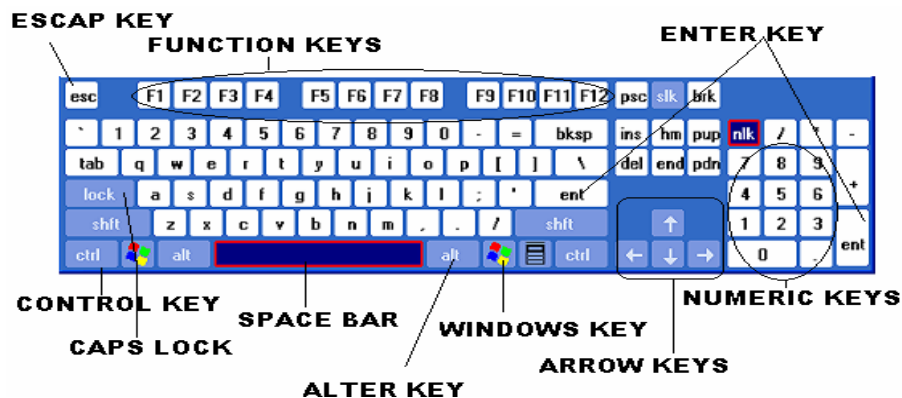 ESCAP KEY
FUNCTION KEYS
ENTER KEY
esc F1 F2 F3 F4 F5 F6 F7 F8 F9 F10 F11 F12 psc slk brk
` 1 2 3 4 5 6 7 8 9 0 - = bksp ins hm pup nlk / * -
tab q w e r t y u i o p [ ] \ del end pdn 7 8 9
lock a s d f g h j k l ; ' ent 4 5 6 +
shft z x c v b n m , . / shft ↑ 1 2 3
ctrl alt alt ctrl ← ↓ → 0 . ent
CONTROL KEY
SPACE BAR
WINDOWS KEY
NUMERIC KEYS
CAPS LOCK
ARROW KEYS
ALTER KEY